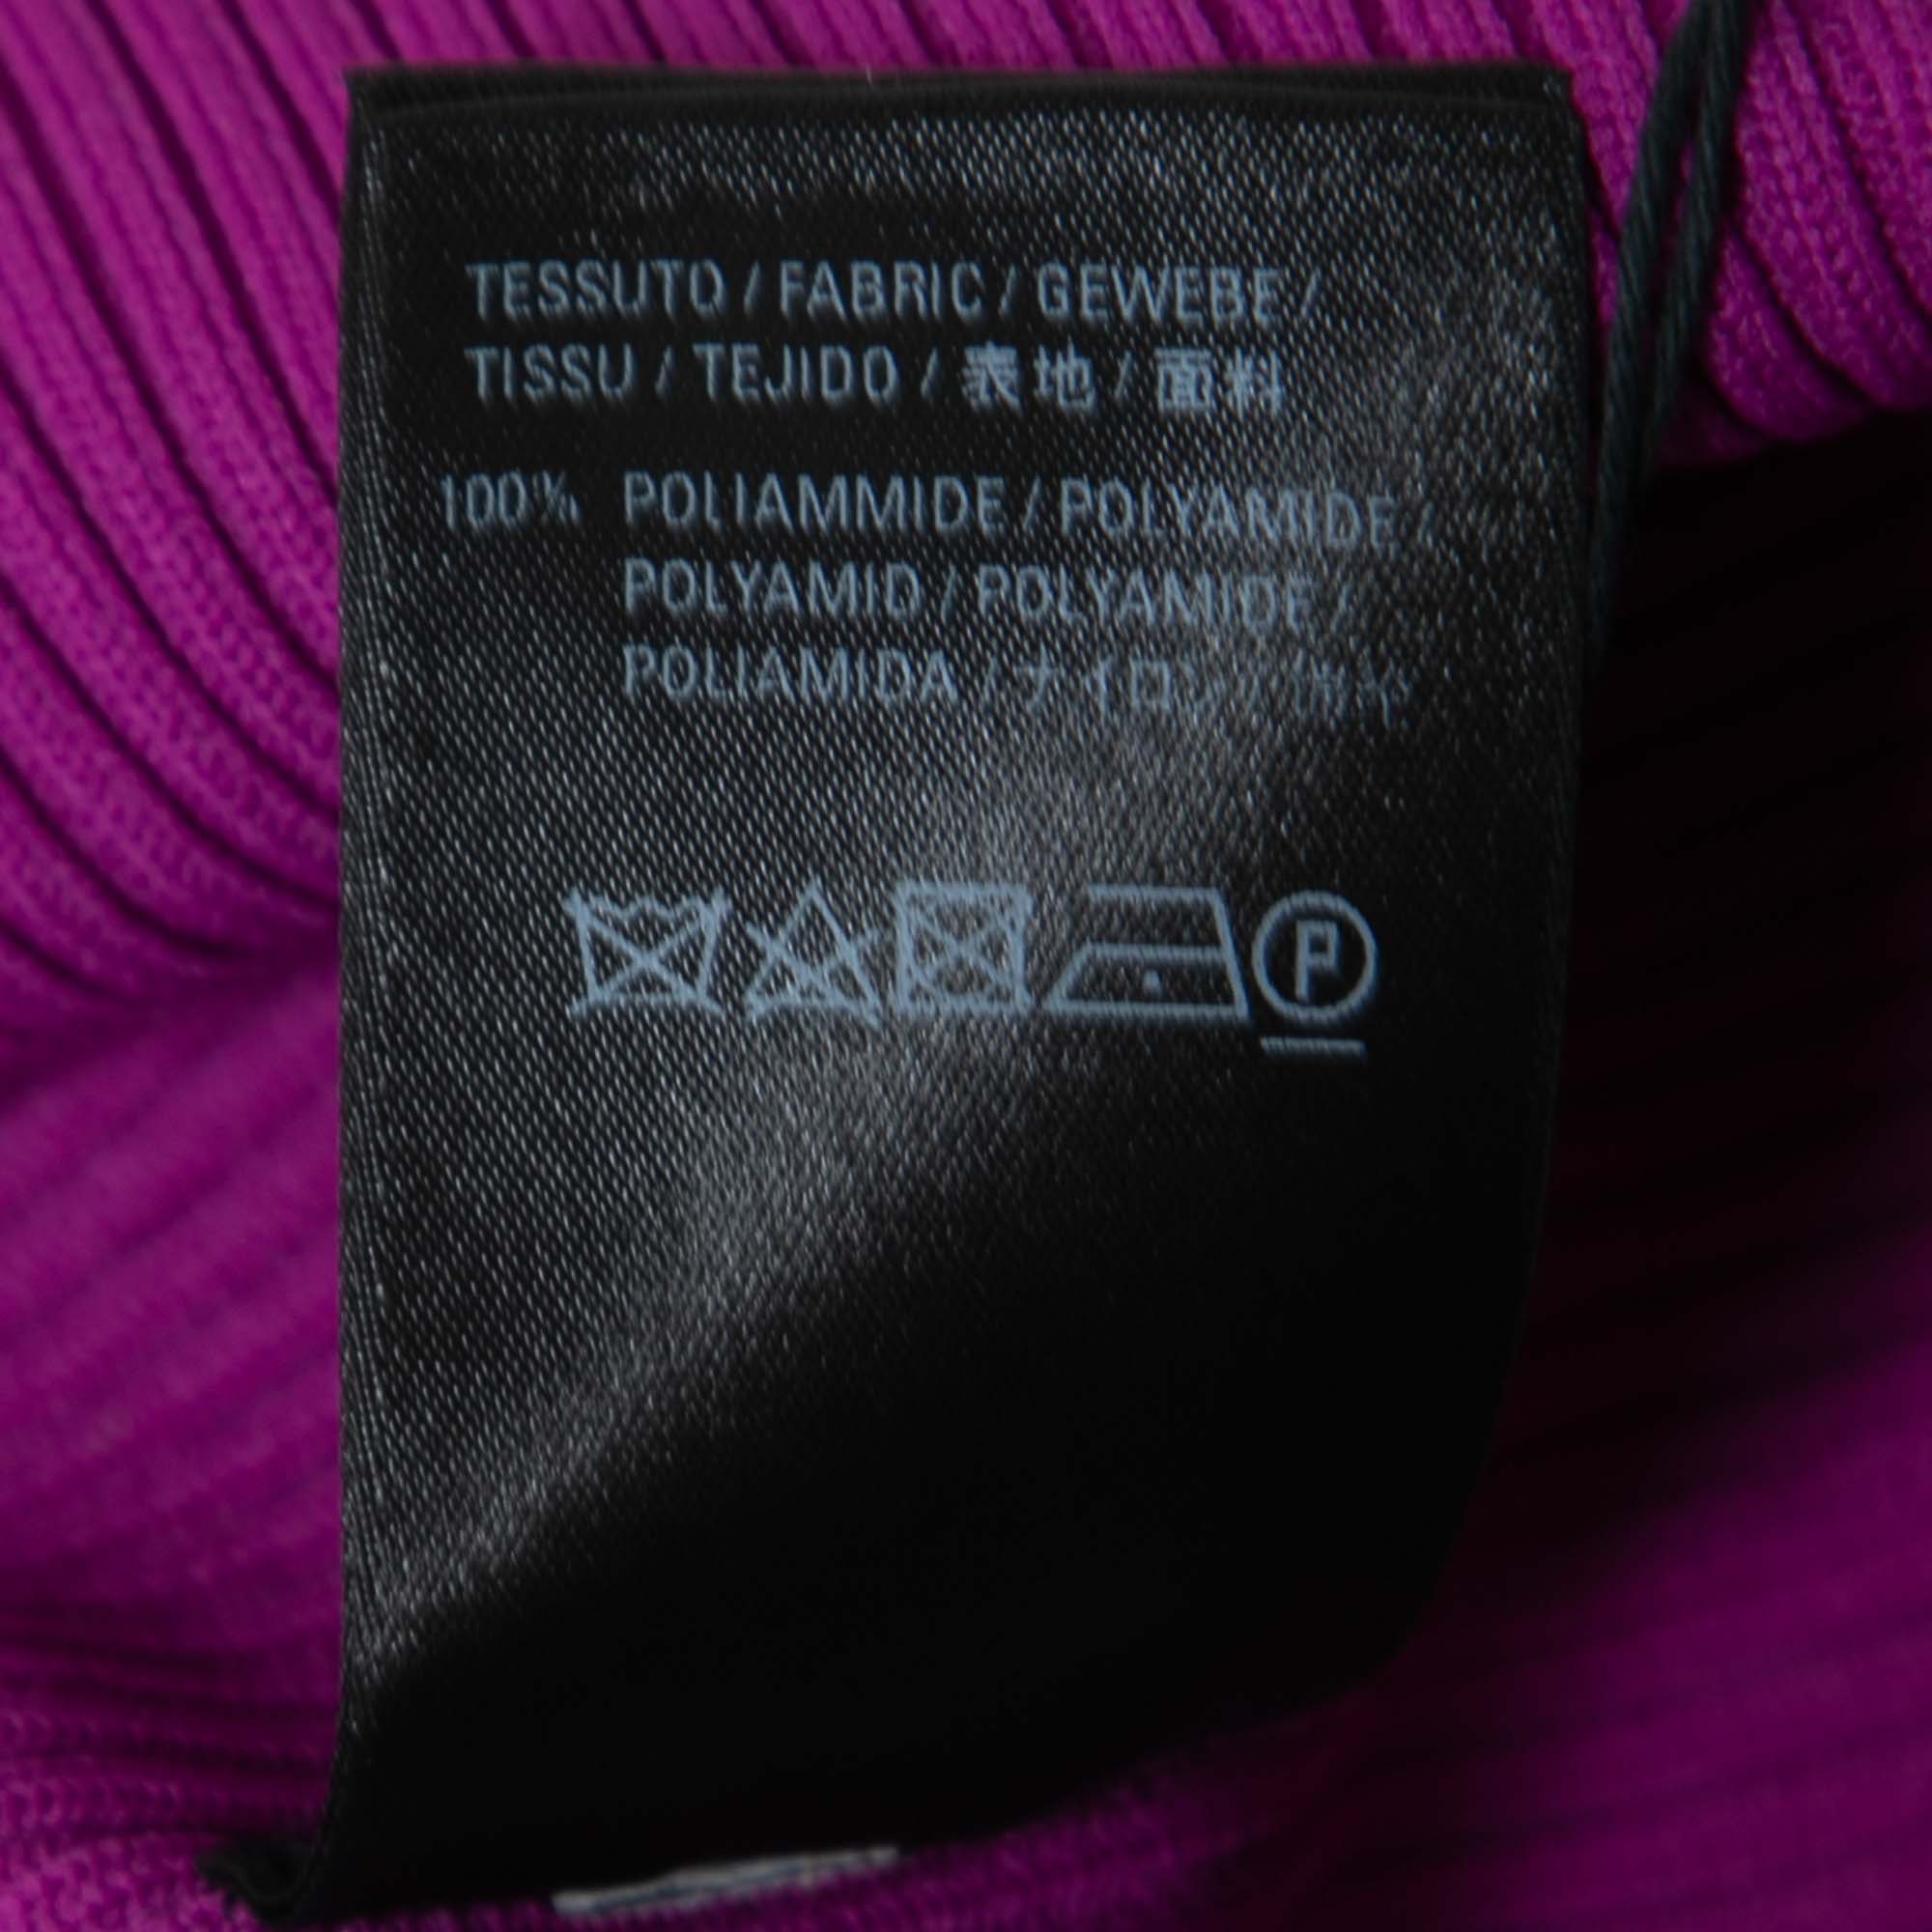 TESSUTO / FABRIC / GEWEBE /
TISSU / TEJIDO / 表地 / 面料
100% POLIAMMIDE / POLYAMIDE /
POLYAMID / POLYAMIDE /
POLIAMIDA / ナイロン /
P